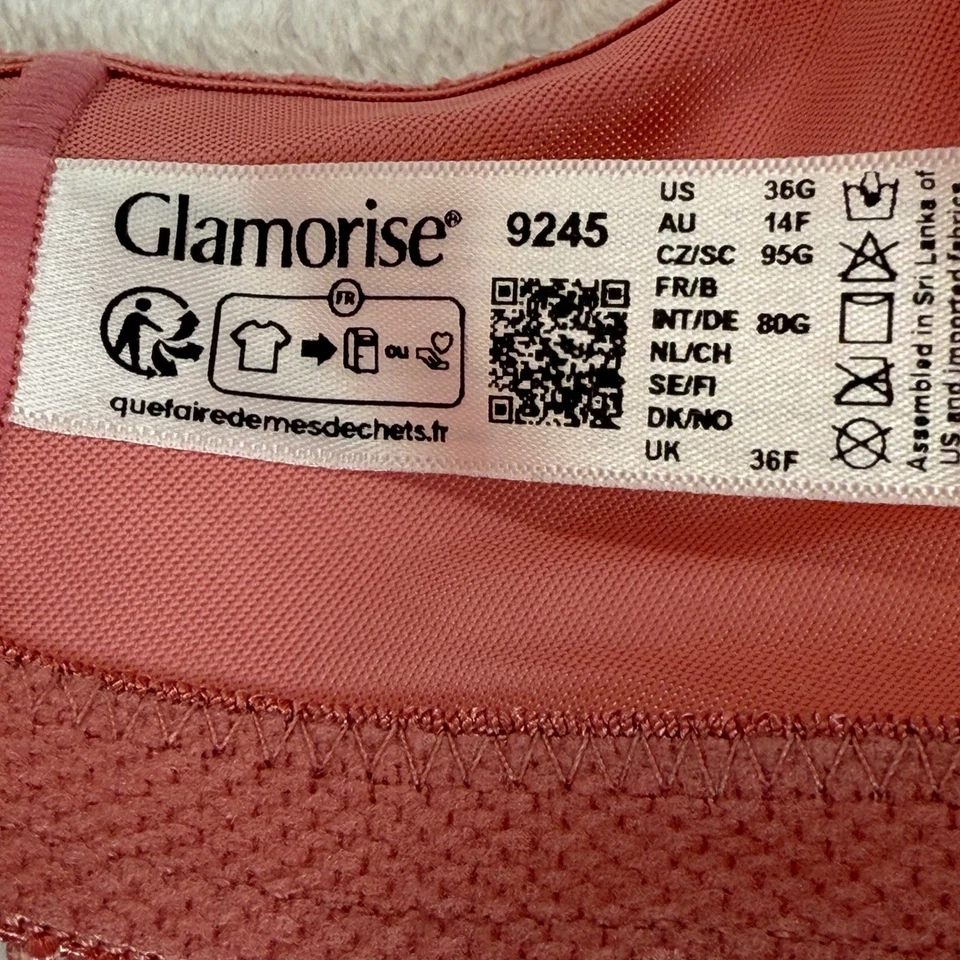 Glamorise®
9245
FR
ou
quefairedemesdechets.fr
US 36G
AU 14F
CZ/SC 95G
FR/B
INT/DE 80G
NL/CH
SE/FI
DK/NO
UK 36F
Assembled in Sri Lanka of
US and imported fabrics